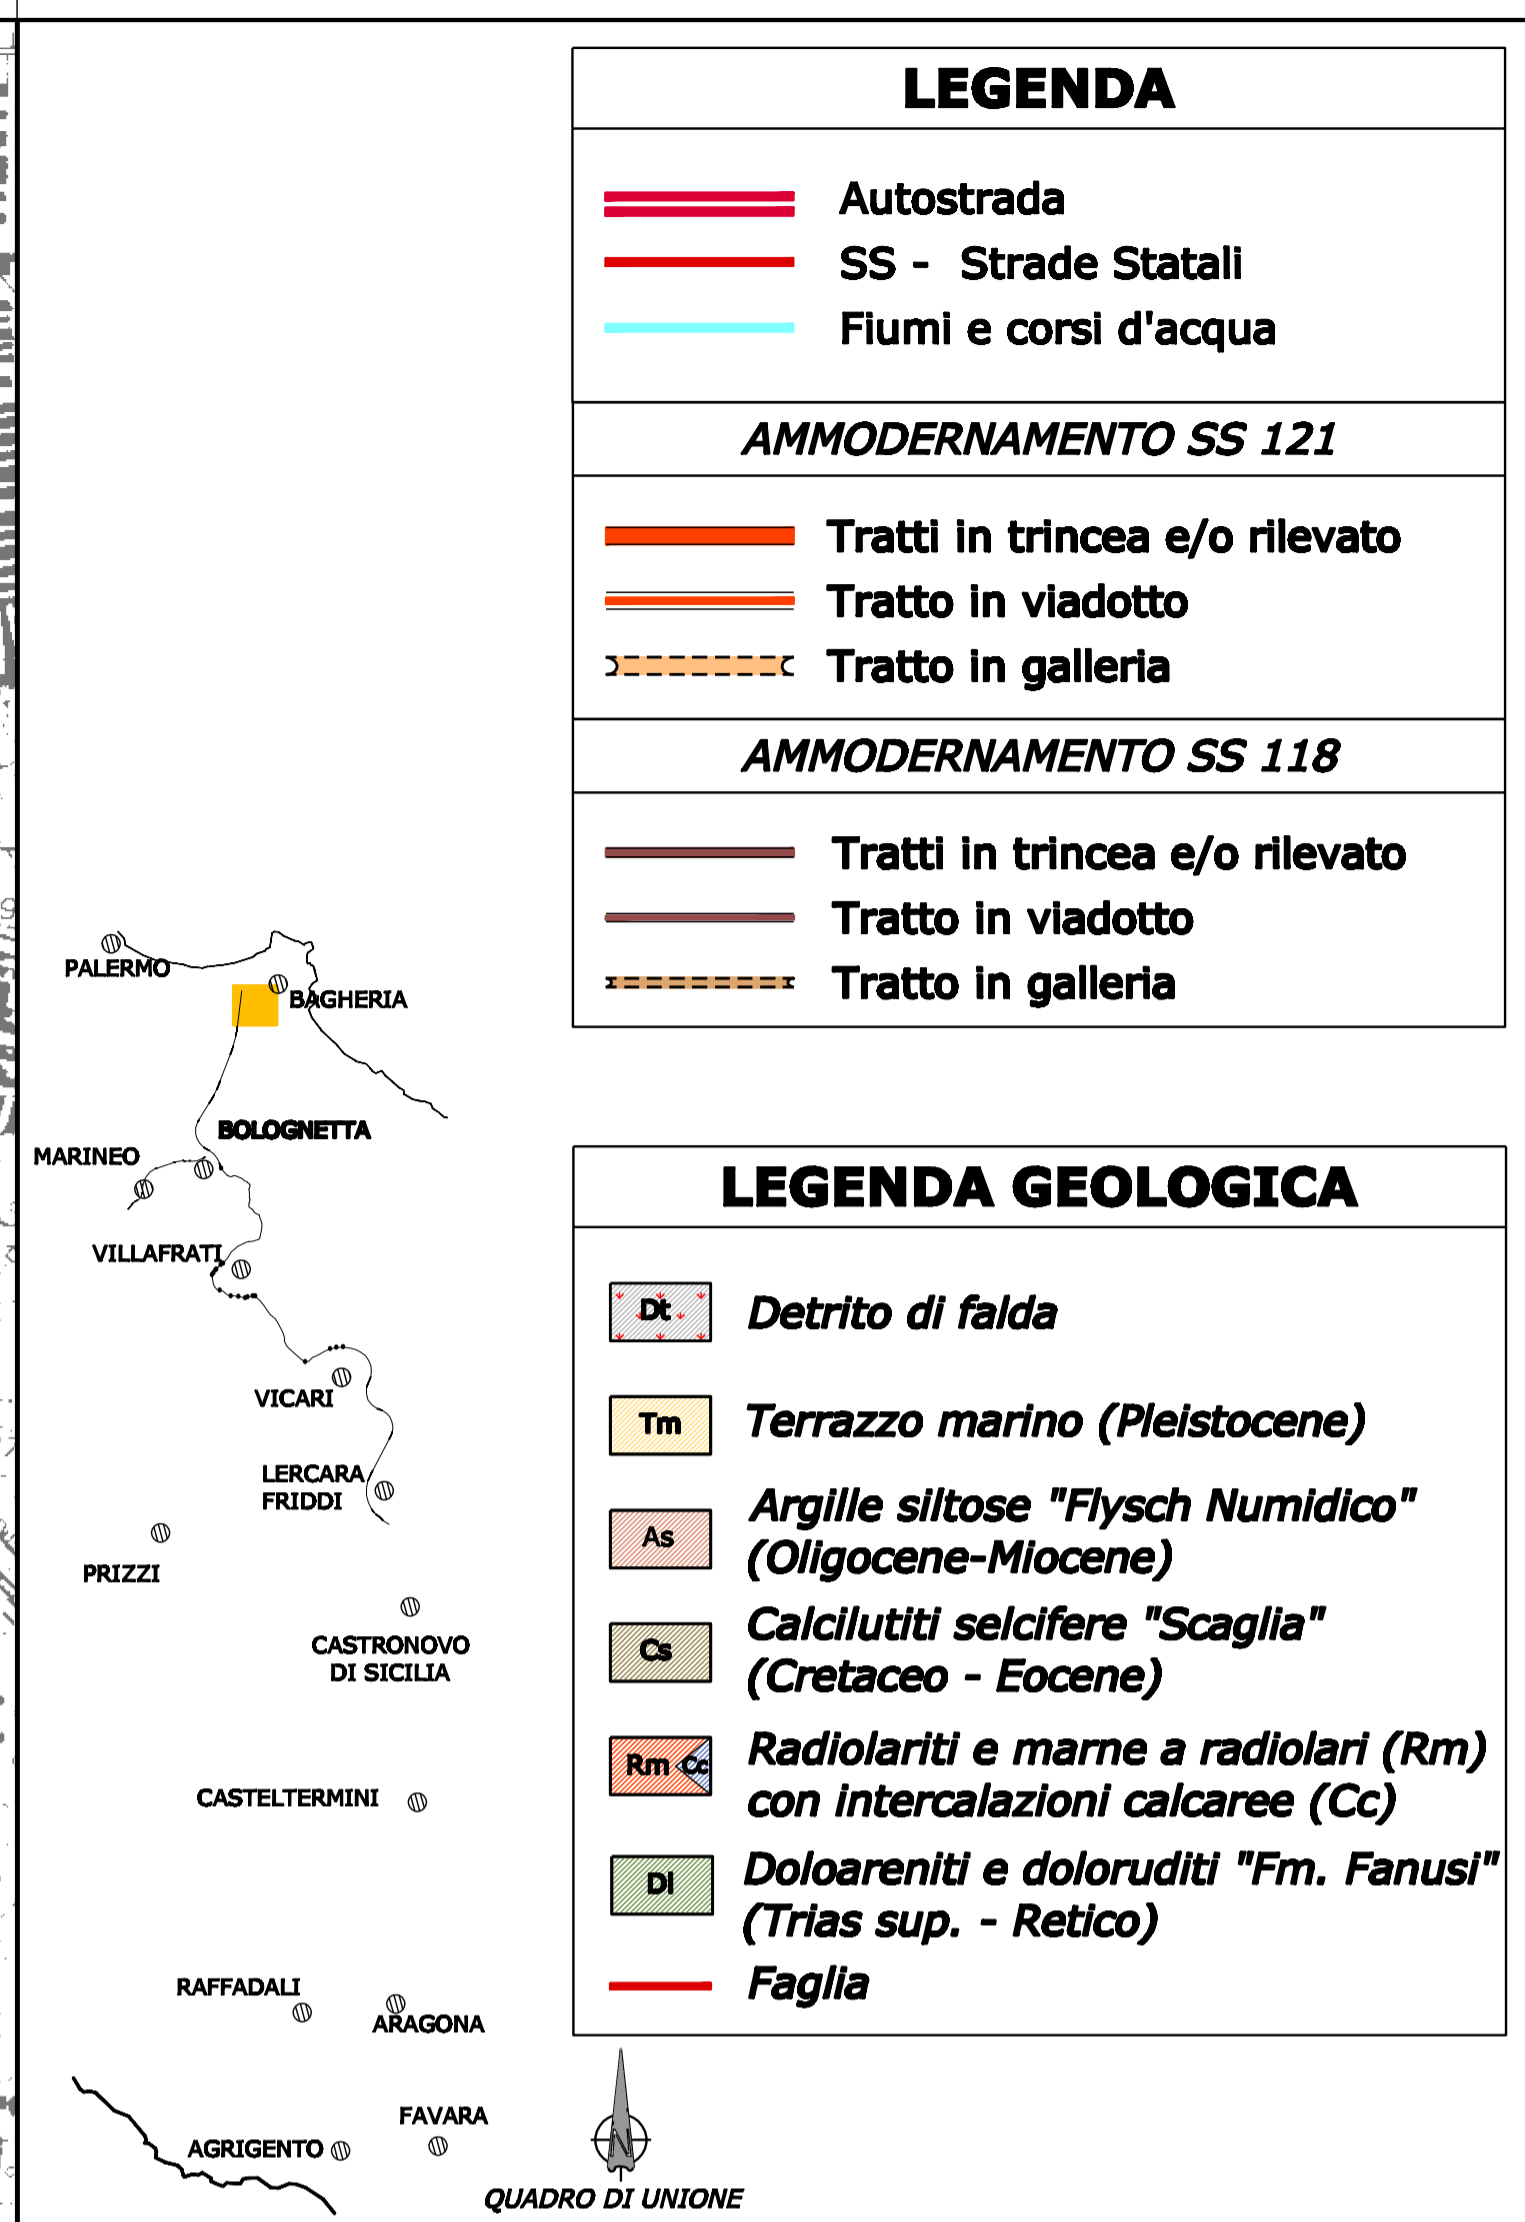 LEGENDA
Autostrada
SS - Strade Statali
Fiumi e corsi d'acqua
AMMODERNAMENTO SS 121
Tratti in trincea e/o rilevato
Tratto in viadotto
Tratto in galleria
AMMODERNAMENTO SS 118
Tratti in trincea e/o rilevato
Tratto in viadotto
Tratto in galleria
PALERMO
BAGHERIA
BOLOGNETTA
MARINEO
VILLAFRATI
VICARI
LERCARA
FRIDDI
PRIZZI
CASTRONOVO
DI SICILIA
CASTELTERMINI
RAFFADALI
ARAGONA
FAVARA
AGRIGENTO
N
QUADRO DI UNIONE
LEGENDA GEOLOGICA
Dt Detrito di falda
Tm Terrazzo marino (Pleistocene)
As Argille siltose "Flysch Numidico"
(Oligocene-Miocene)
Cs Calcilutiti selcifere "Scaglia"
(Cretaceo - Eocene)
Rm Cc Radiolariti e marne a radiolari (Rm)
con intercalazioni calcaree (Cc)
Dl Doloareniti e doloruditi "Fm. Fanusi"
(Trias sup. - Retico)
Faglia